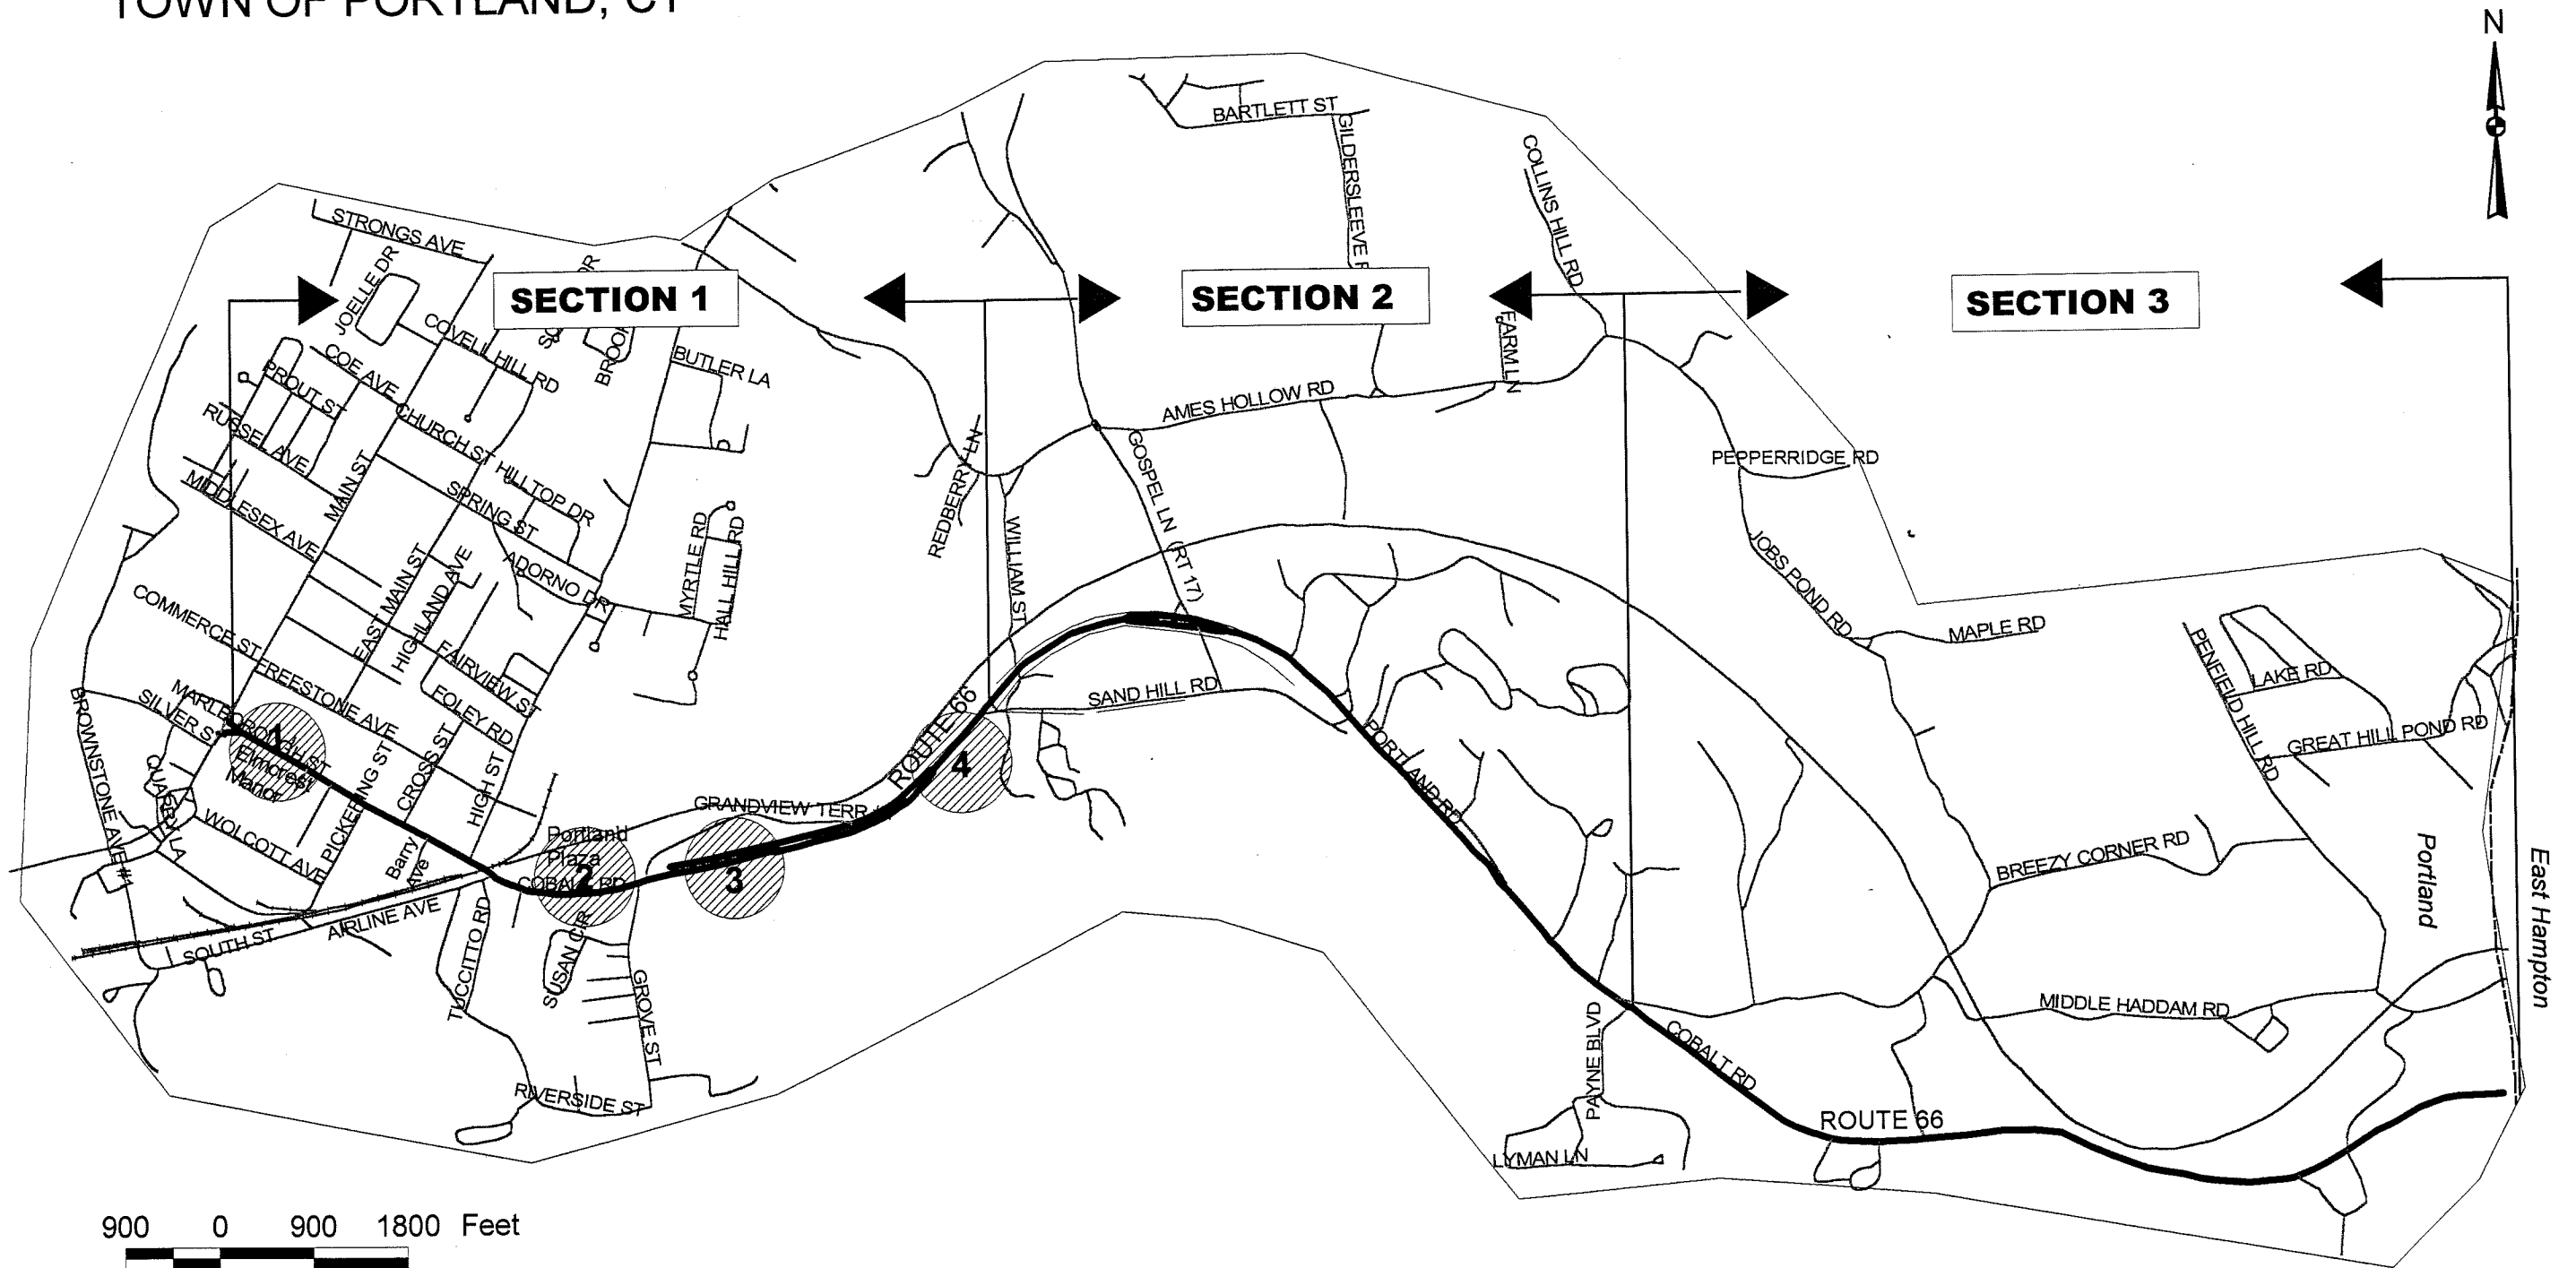 TOWN OF PORTLAND, CT
N
BARTLETT ST
GILDERSLEEVE R
COLLINS HILL RD
STRONGS AVE
JOELLE DR
SECTION 1
SECTION 2
SECTION 3
COVELL HILL RD
BROOK
BUTLER LA
FARM LN
COE AVE
PROUT ST
AMES HOLLOW RD
RUSSEL AVE
CHURCH ST
HILLTOP DR
MAIN ST
REDBERRY LN
GOSPEL LN (RT 17)
PEPPERRIDGE RD
MIDDLESEX AVE
SPRING ST
MYRTLE RD
HALL HILL RD
WILLIAM ST
JOBS POND RD
ADORNO DR
EAST MAIN ST
HIGHLAND AVE
COMMERCE ST
FAIRVIEW ST
MAPLE RD
PENFIELD HILL RD
LAKE RD
FREESTONE AVE
FOLEY RD
MARLBOROUGH ST
SILVER ST
BROWNSTONE AVE #1
SAND HILL RD
GREAT HILL POND RD
1
Elmcrest
Manor
QUARRY LA
PICKERING ST
CROSS ST
HIGH ST
ROUTE 66
4
PORTLAND RD
GRANDVIEW TERR
WOLCOTT AVE
Barry
Ave
Portland
Plaza
2
COBALT RD
3
BREEZY CORNER RD
Portland
East Hampton
AIRLINE AVE
SOUTH ST
TUCCITTO RD
SUSAN CIR
GROVE ST
MIDDLE HADDAM RD
PAYNE BLVD
COBALT RD
RIVERSIDE ST
ROUTE 66
LYMAN LN
900 0 900 1800 Feet